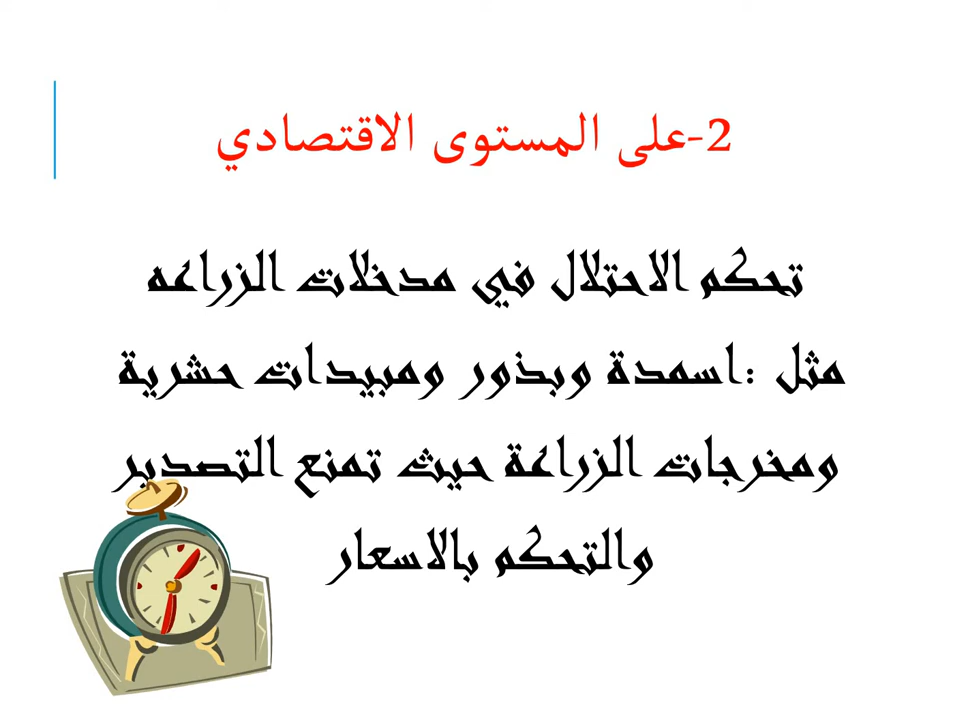 2-على المستوى الاقتصادي
تحكم الاحتلال في مدخلات الزراعه
مثل :اسمدة وبذور ومبيدات حشرية
ومخرجات الزراعة حيث تمنع التصدير
والتحكم بالاسعار